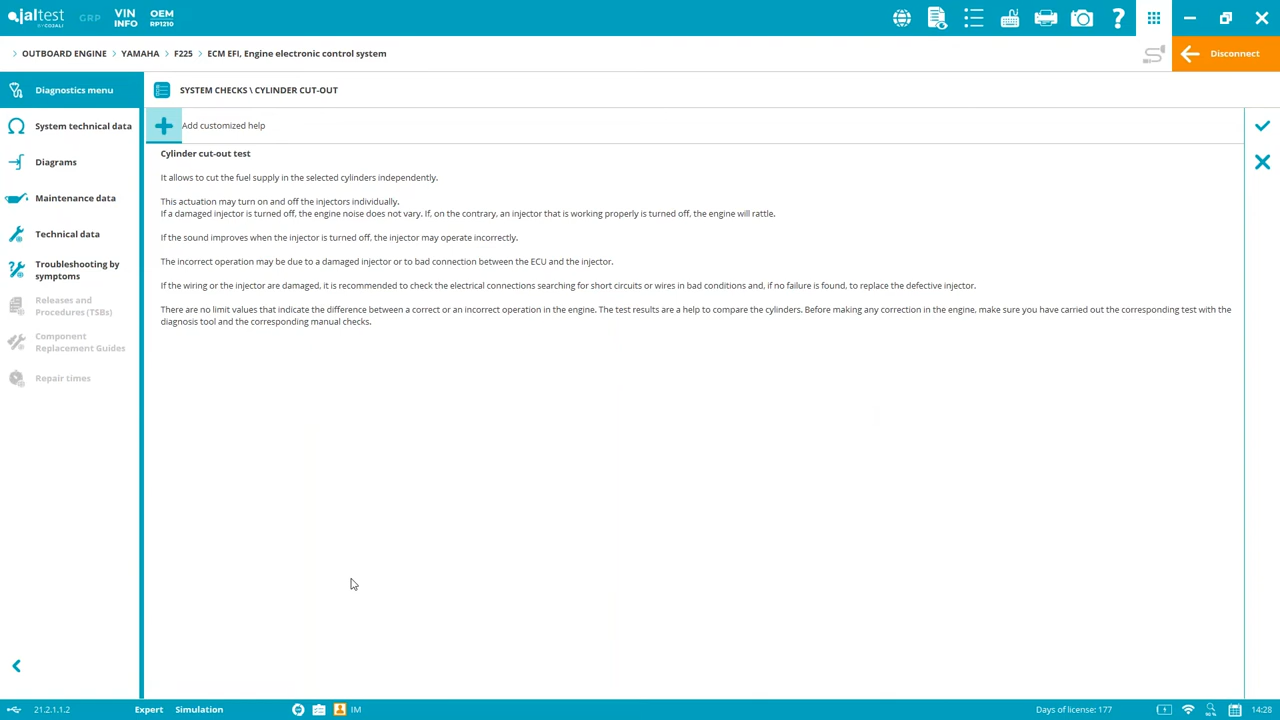 jaltest
BY COJALI
GRP
VIN
INFO
OEM
RP1210
> OUTBOARD ENGINE > YAMAHA > F225 > ECM EFI, Engine electronic control system
Disconnect
Diagnostics menu
SYSTEM CHECKS \ CYLINDER CUT-OUT
System technical data
Add customized help
Diagrams
Maintenance data
Technical data
Troubleshooting by
symptoms
Releases and
Procedures (TSBs)
Component
Replacement Guides
Repair times
Cylinder cut-out test
It allows to cut the fuel supply in the selected cylinders independently.
This actuation may turn on and off the injectors individually.
If a damaged injector is turned off, the engine noise does not vary. If, on the contrary, an injector that is working properly is turned off, the engine will rattle.
If the sound improves when the injector is turned off, the injector may operate incorrectly.
The incorrect operation may be due to a damaged injector or to bad connection between the ECU and the injector.
If the wiring or the injector are damaged, it is recommended to check the electrical connections searching for short circuits or wires in bad conditions and, if no failure is found, to replace the defective injector.
There are no limit values that indicate the difference between a correct or an incorrect operation in the engine. The test results are a help to compare the cylinders. Before making any correction in the engine, make sure you have carried out the corresponding test with the
diagnosis tool and the corresponding manual checks.
21.2.1.1.2
Expert
Simulation
IM
Days of license: 177
14:28